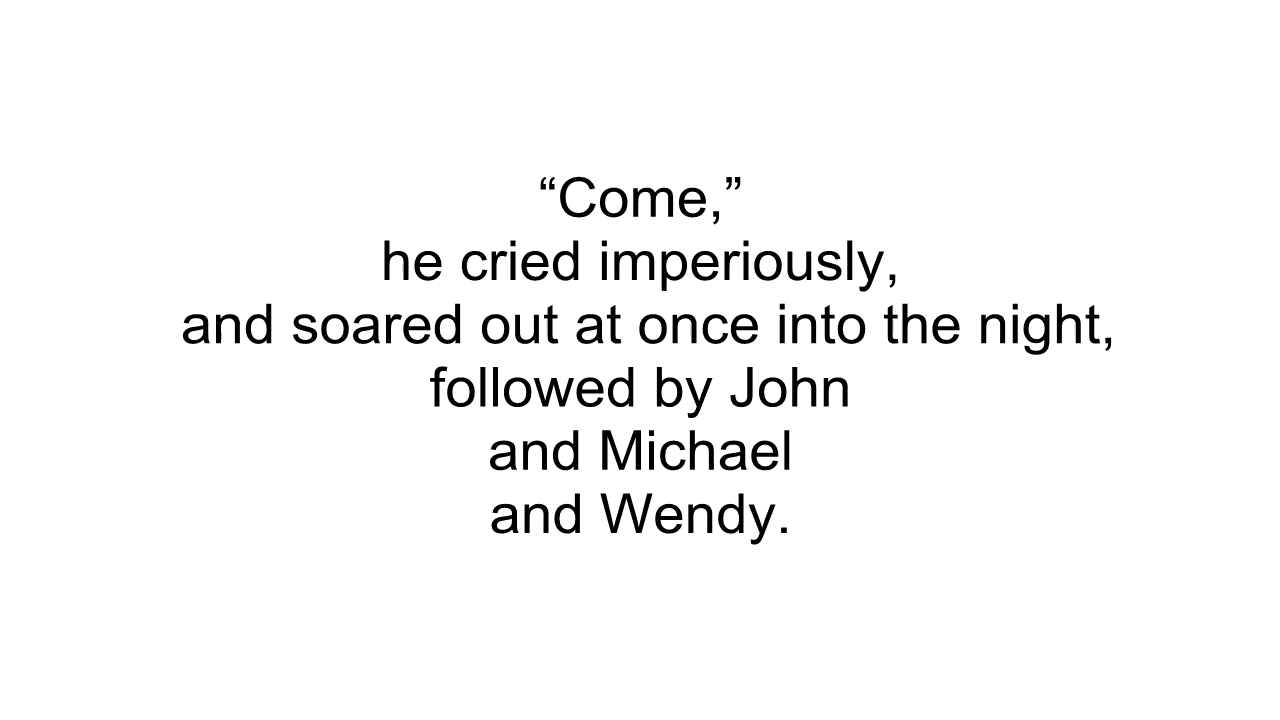 “Come,”
he cried imperiously,
and soared out at once into the night,
followed by John
and Michael
and Wendy.